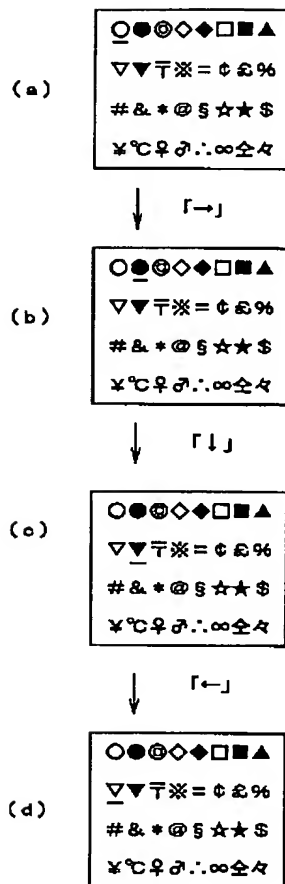 (a)
○●◎◇◆□■▲
▽▼〒※=¢£%
#&*@§☆★$
¥℃♀♂∴∞仝々
↓ 「→」
(b)
○●◎◇◆□■▲
▽▼〒※=¢£%
#&*@§☆★$
¥℃♀♂∴∞仝々
↓ 「↓」
(c)
○●◎◇◆□■▲
▽▼〒※=¢£%
#&*@§☆★$
¥℃♀♂∴∞仝々
↓ 「←」
(d)
○●◎◇◆□■▲
▽▼〒※=¢£%
#&*@§☆★$
¥℃♀♂∴∞仝々